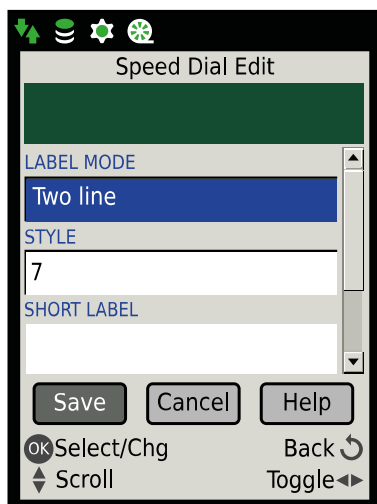 Speed Dial Edit
LABEL MODE
Two line
STYLE
7
SHORT LABEL
Save Cancel Help
OK Select/Chg Back
Scroll Toggle